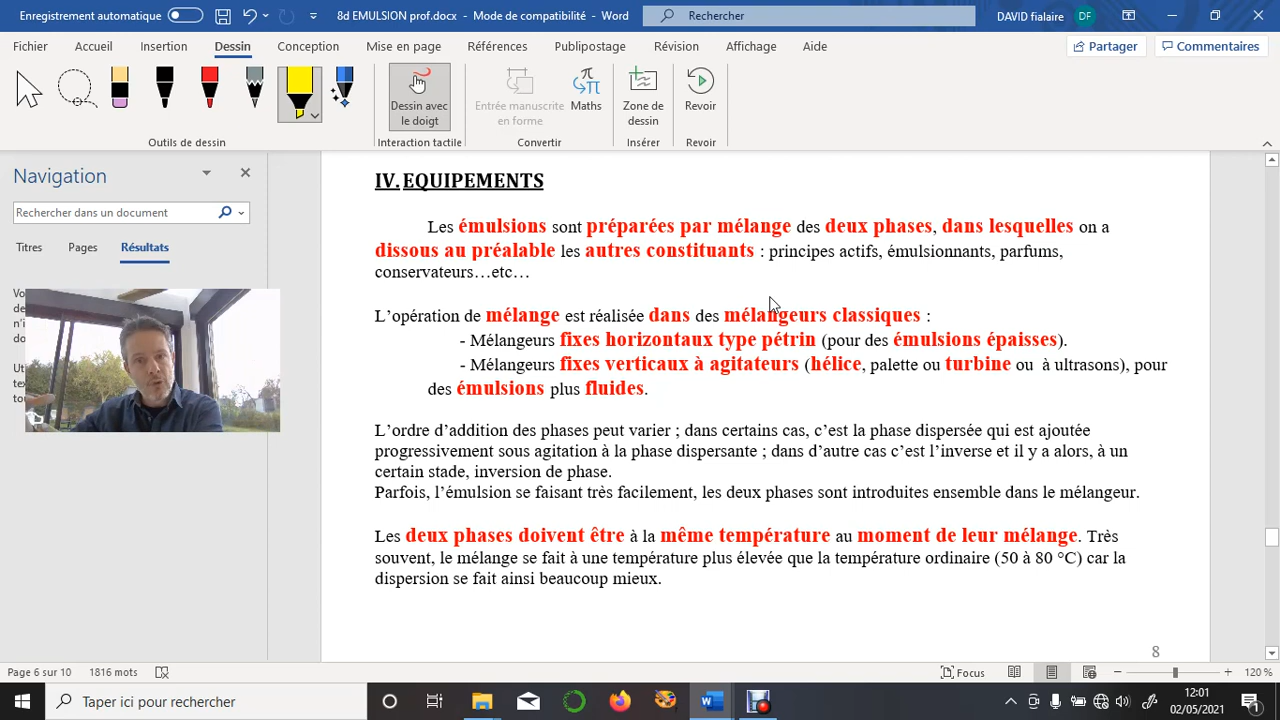 Enregistrement automatique
8d EMULSION prof.docx - Mode de compatibilité - Word
Rechercher
DAVID fialaire
DF
Fichier
Accueil
Insertion
Dessin
Conception
Mise en page
Références
Publipostage
Révision
Affichage
Aide
Partager
Commentaires
Dessin avec
le doigt
Entrée manuscrite
en forme
Maths
Zone de
dessin
Revoir
Outils de dessin
Interaction tactile
Convertir
Insérer
Revoir
Navigation
Rechercher dans un document
Titres
Pages
Résultats
IV. EQUIPEMENTS
Les émulsions sont préparées par mélange des deux phases, dans lesquelles on a
dissous au préalable les autres constituants : principes actifs, émulsionnants, parfums,
conservateurs…etc…
L’opération de mélange est réalisée dans des mélangeurs classiques :
- Mélangeurs fixes horizontaux type pétrin (pour des émulsions épaisses).
- Mélangeurs fixes verticaux à agitateurs (hélice, palette ou turbine ou à ultrasons), pour
des émulsions plus fluides.
L’ordre d’addition des phases peut varier ; dans certains cas, c’est la phase dispersée qui est ajoutée
progressivement sous agitation à la phase dispersante ; dans d’autre cas c’est l’inverse et il y a alors, à un
certain stade, inversion de phase.
Parfois, l’émulsion se faisant très facilement, les deux phases sont introduites ensemble dans le mélangeur.
Les deux phases doivent être à la même température au moment de leur mélange. Très
souvent, le mélange se fait à une température plus élevée que la température ordinaire (50 à 80 °C) car la
dispersion se fait ainsi beaucoup mieux.
8
Page 6 sur 10
1816 mots
Focus
120 %
Taper ici pour rechercher
12:01
02/05/2021
1